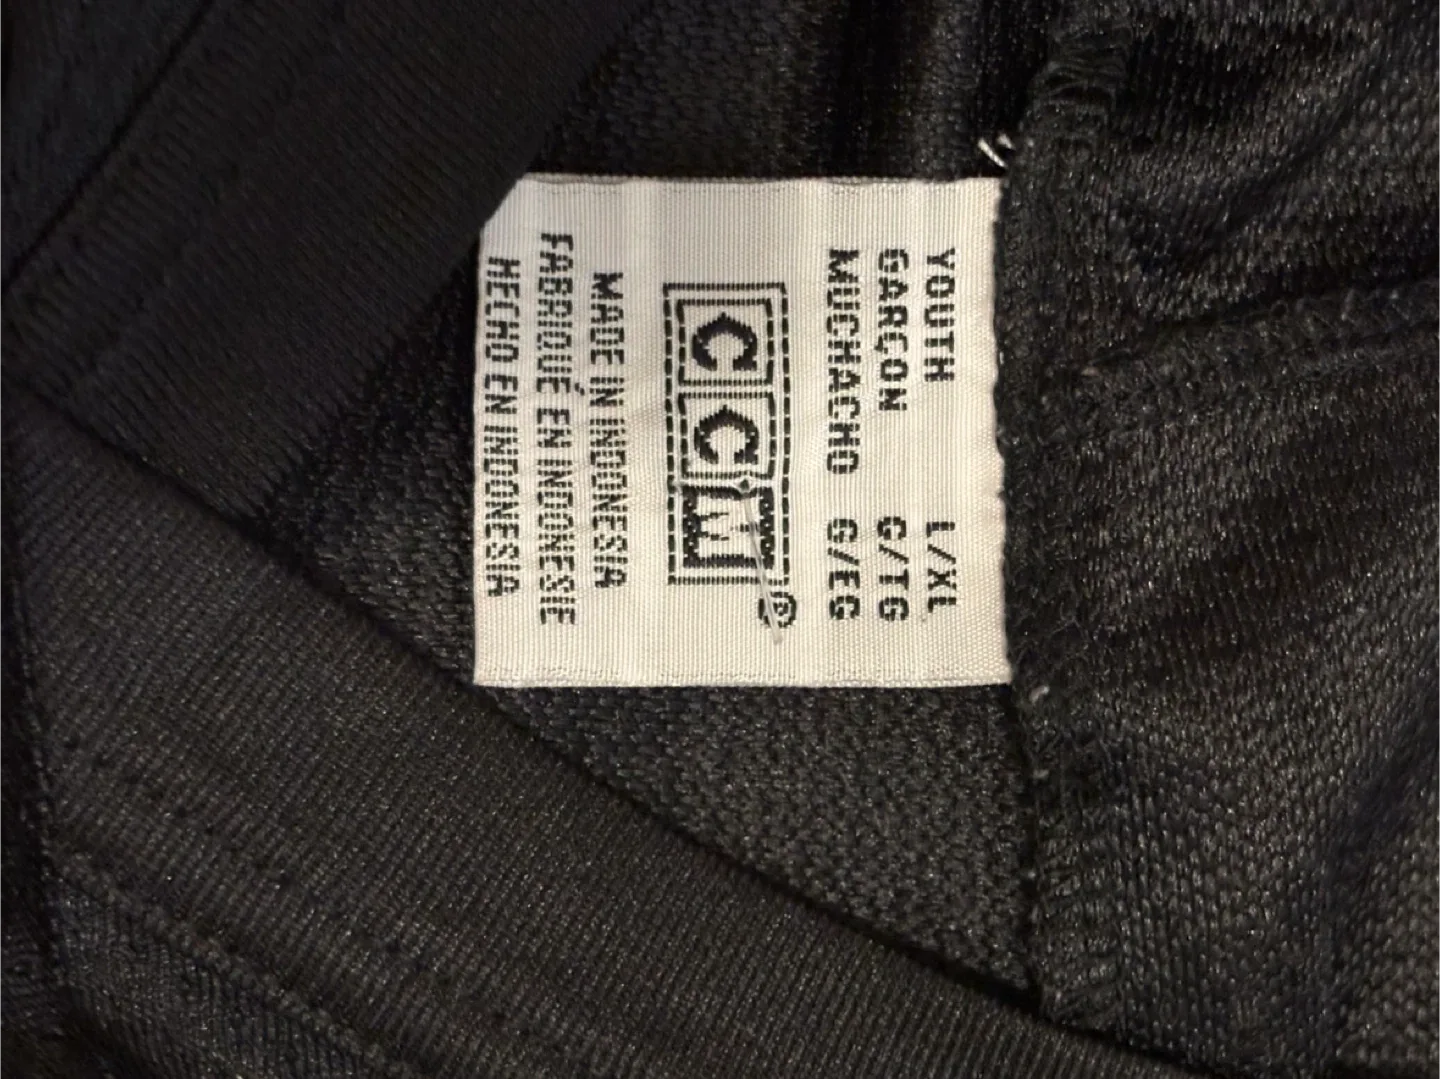 YOUTH L/XL
GARÇON G/TG
MUCHACHO G/EG
CCM®
MADE IN INDONESIA
FABRIQUÉ EN INDONESIE
HECHO EN INDONESIA